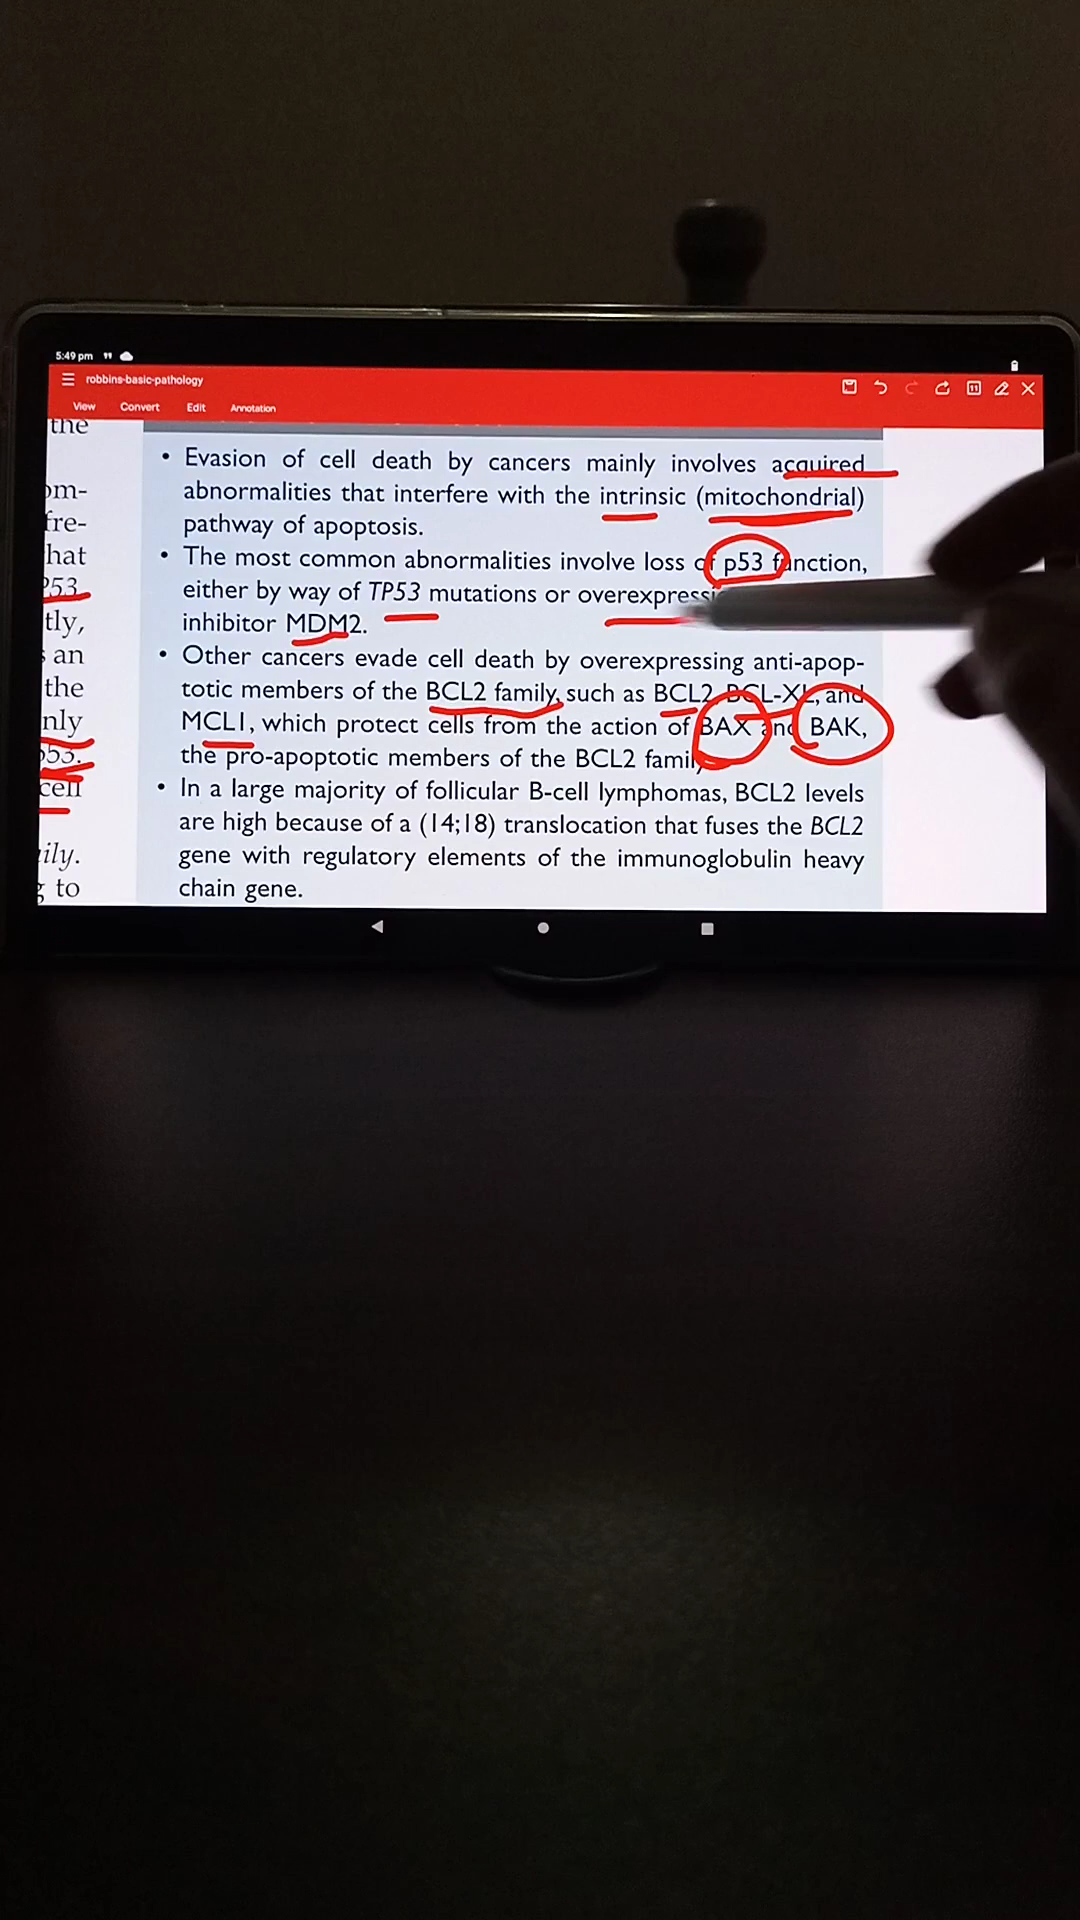 5:49 pm
robbins-basic-pathology
View Convert Edit Annotation
the
• Evasion of cell death by cancers mainly involves acquired
om- abnormalities that interfere with the intrinsic (mitochondrial)
fre- pathway of apoptosis.
hat • The most common abnormalities involve loss of p53 function,
P53 either by way of TP53 mutations or overexpressi
tly, inhibitor MDM2.
s an • Other cancers evade cell death by overexpressing anti-apop-
the totic members of the BCL2 family, such as BCL2, BCL-XL, and
nly MCL1, which protect cells from the action of BAX and BAK,
p53. the pro-apoptotic members of the BCL2 family
cell • In a large majority of follicular B-cell lymphomas, BCL2 levels
are high because of a (14;18) translocation that fuses the BCL2
ily. gene with regulatory elements of the immunoglobulin heavy
g to chain gene.